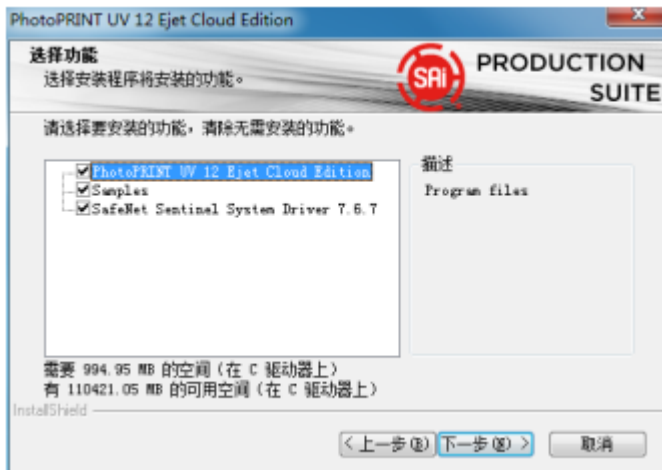 PhotoPRINT UV 12 Ejet Cloud Edition
选择功能
选择安装程序将安装的功能。
SAi
PRODUCTION
SUITE
请选择要安装的功能，清除无需安装的功能。
PhotoPRINT UV 12 Ejet Cloud Edition
Samples
SafeNet Sentinel System Driver 7.6.7
描述
Program files
需要 994.95 MB 的空间（在 C 驱动器上）
有 110421.05 MB 的可用空间（在 C 驱动器上）
InstallShield
< 上一步(B) 下一步(N) > 取消